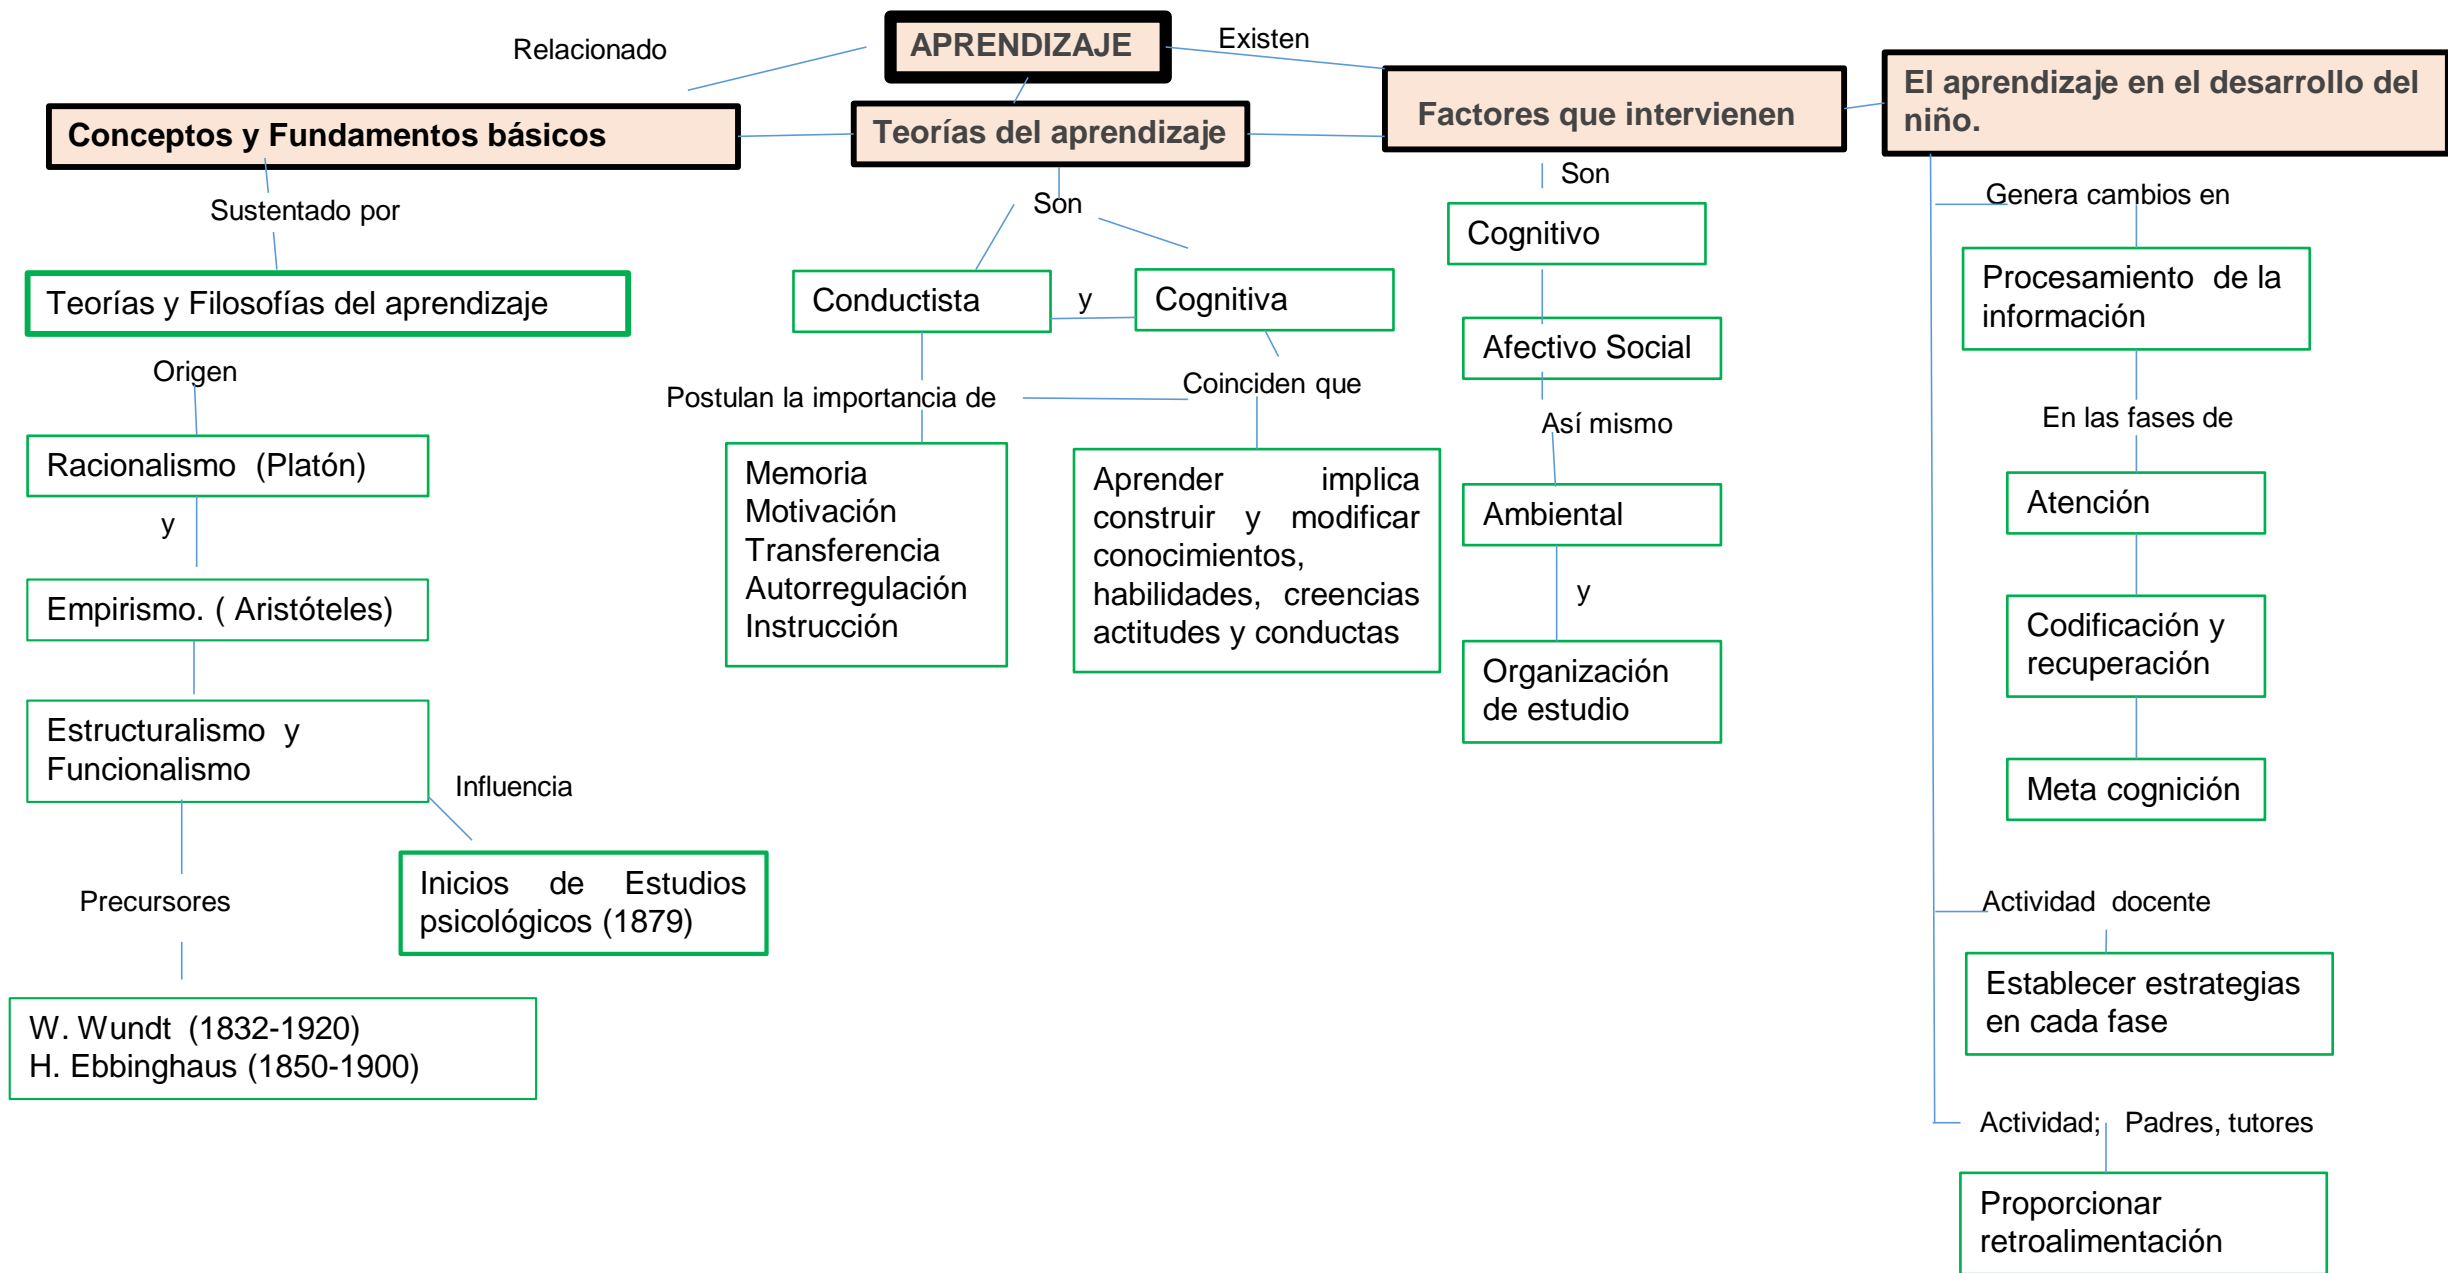 APRENDIZAJE
Relacionado
Existen
Conceptos y Fundamentos básicos
Sustentado por
Teorías y Filosofías del aprendizaje
Origen
Racionalismo (Platón)
y
Empirismo. ( Aristóteles)
Estructuralismo y
Funcionalismo
Influencia
Inicios de Estudios
psicológicos (1879)
Precursores
W. Wundt (1832-1920)
H. Ebbinghaus (1850-1900)
Teorías del aprendizaje
Son
Conductista
y
Cognitiva
Postulan la importancia de
Coinciden que
Memoria
Motivación
Transferencia
Autorregulación
Instrucción
Aprender implica
construir y modificar
conocimientos,
habilidades, creencias
actitudes y conductas
Factores que intervienen
Son
Cognitivo
Afectivo Social
Así mismo
Ambiental
y
Organización
de estudio
El aprendizaje en el desarrollo del
niño.
Genera cambios en
Procesamiento de la
información
En las fases de
Atención
Codificación y
recuperación
Meta cognición
Actividad docente
Establecer estrategias
en cada fase
Actividad; Padres, tutores
Proporcionar
retroalimentación